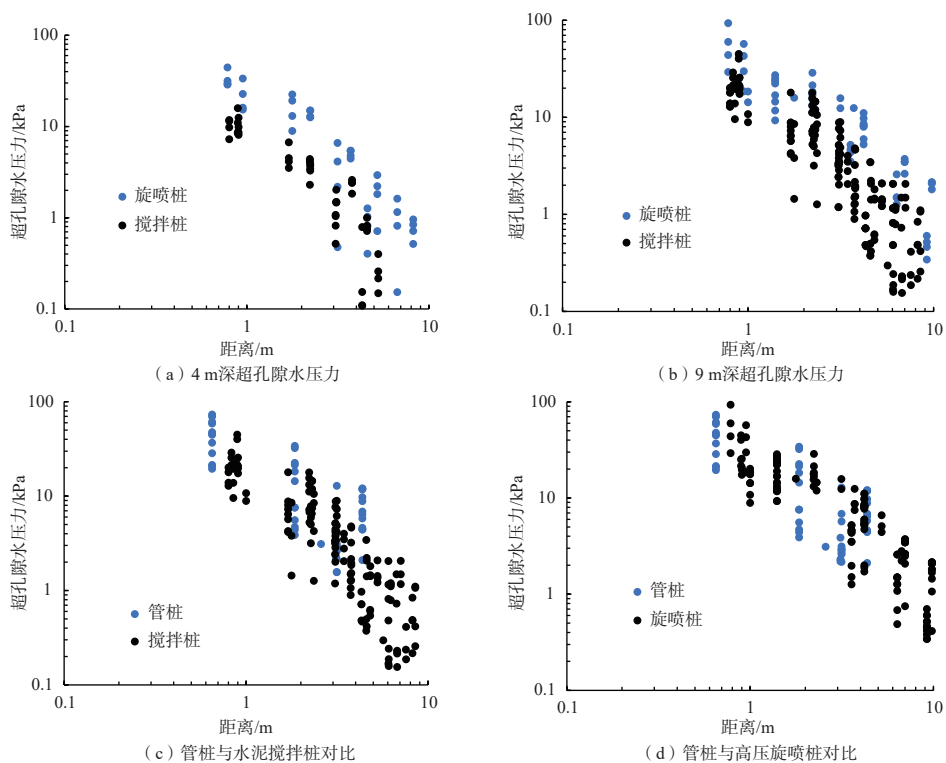 100
10
1
0.1
超孔隙水压力/kPa
旋喷桩
搅拌桩
0.1
1
10
距离/m
（a）4 m深超孔隙水压力
100
10
1
0.1
超孔隙水压力/kPa
旋喷桩
搅拌桩
0.1
1
10
距离/m
（b）9 m深超孔隙水压力
100
10
1
0.1
超孔隙水压力/kPa
管桩
搅拌桩
0.1
1
10
距离/m
（c）管桩与水泥搅拌桩对比
100
10
1
0.1
超孔隙水压力/kPa
管桩
旋喷桩
0.1
1
10
距离/m
（d）管桩与高压旋喷桩对比